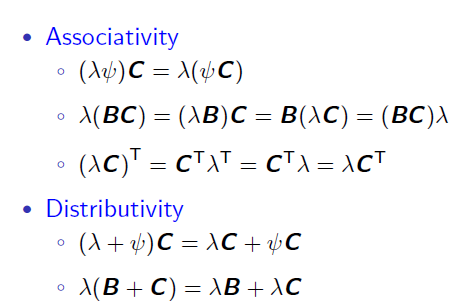 • Associativity
◦ (λψ)C = λ(ψC)
◦ λ(BC) = (λB)C = B(λC) = (BC)λ
◦ (λC)ᵀ = Cᵀλᵀ = Cᵀλ = λCᵀ
• Distributivity
◦ (λ + ψ)C = λC + ψC
◦ λ(B + C) = λB + λC